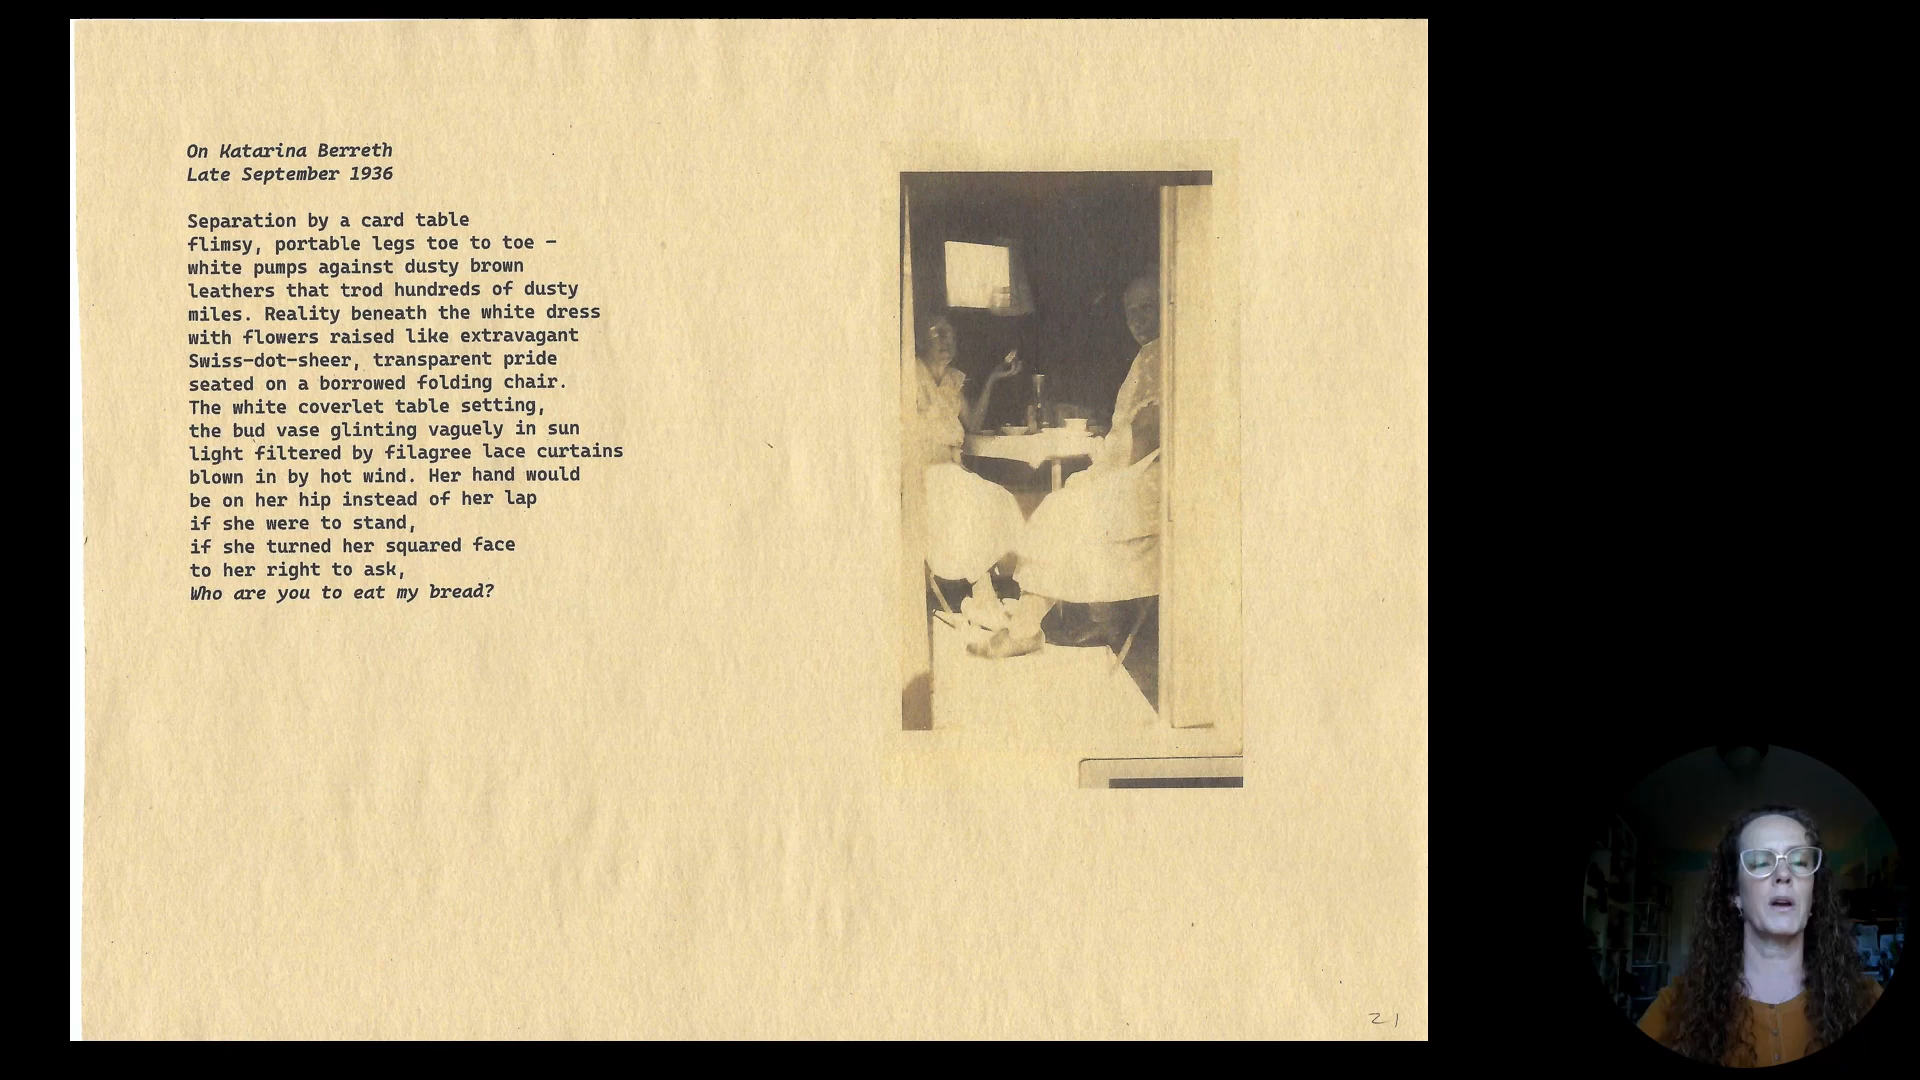 On Katarina Berreth
Late September 1936
Separation by a card table
flimsy, portable legs toe to toe –
white pumps against dusty brown
leathers that trod hundreds of dusty
miles. Reality beneath the white dress
with flowers raised like extravagant
Swiss-dot-sheer, transparent pride
seated on a borrowed folding chair.
The white coverlet table setting,
the bud vase glinting vaguely in sun
light filtered by filagree lace curtains
blown in by hot wind. Her hand would
be on her hip instead of her lap
if she were to stand,
if she turned her squared face
to her right to ask,
Who are you to eat my bread?
21